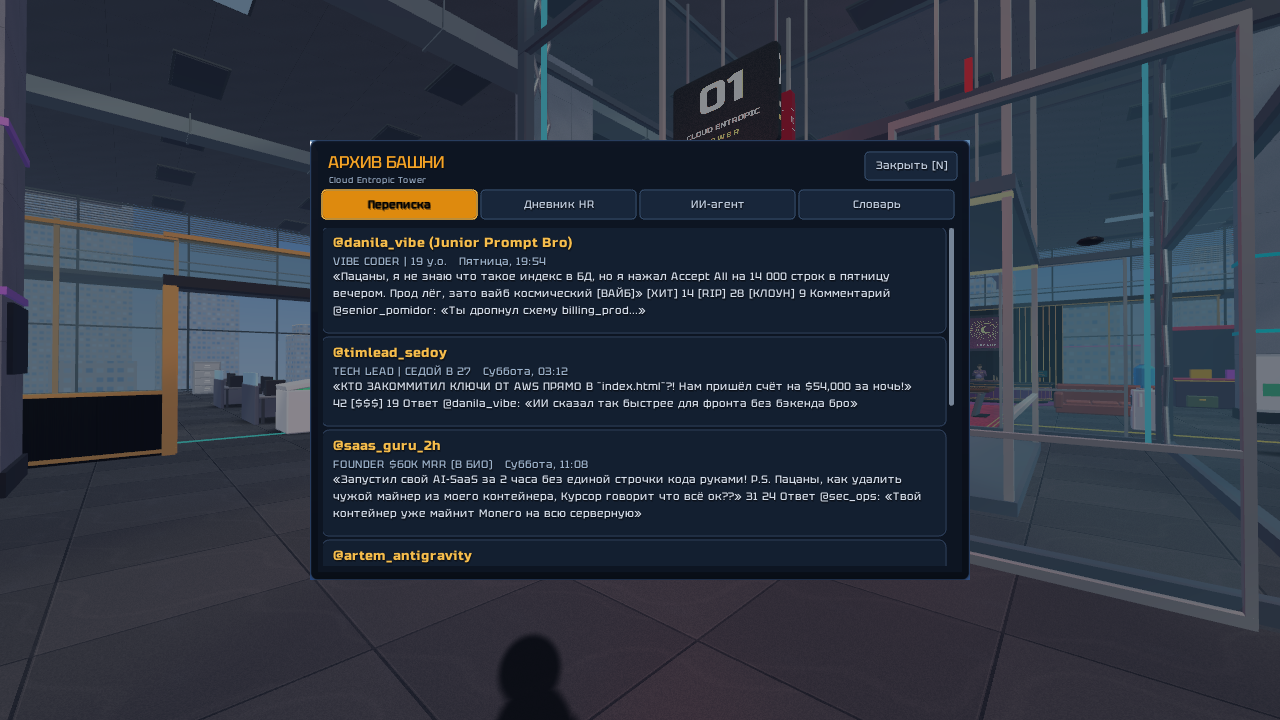 01
CLOUD ENTROPIC
АРХИВ БАШНИ
Cloud Entropic Tower
Закрыть [N]
Переписка
Дневник HR
ИИ-агент
Словарь
@danila_vibe (Junior Prompt Bro)
VIBE CODER | 19 y.o. Пятница, 19:54
«Пацаны, я не знаю что такое индекс в БД, но я нажал Accept All на 14 000 строк в пятницу
вечером. Прод лёг, зато вайб космический [ВАЙБ]» [ХИТ] 14 [RIP] 28 [КЛОУН] 9 Комментарий
@senior_pomidor: «Ты дропнул схему billing_prod...»
@timlead_sedoy
TECH LEAD | СЕДОЙ В 27 Суббота, 03:12
«КТО ЗАКОММИТИЛ КЛЮЧИ ОТ AWS ПРЯМО В `index.html`?! Нам пришёл счёт на $54,000 за ночь!»
42 [$$$] 19 Ответ @danila_vibe: «ИИ сказал так быстрее для фронта без бэкенда бро»
@saas_guru_2h
FOUNDER $60K MRR [В БИО] Суббота, 11:08
«Запустил свой AI-SaaS за 2 часа без единой строчки кода руками! P.S. Пацаны, как удалить
чужой майнер из моего контейнера, Курсор говорит что всё ок??» 31 24 Ответ @sec_ops: «Твой
контейнер уже майнит Monero на всю серверную»
@artem_antigravity